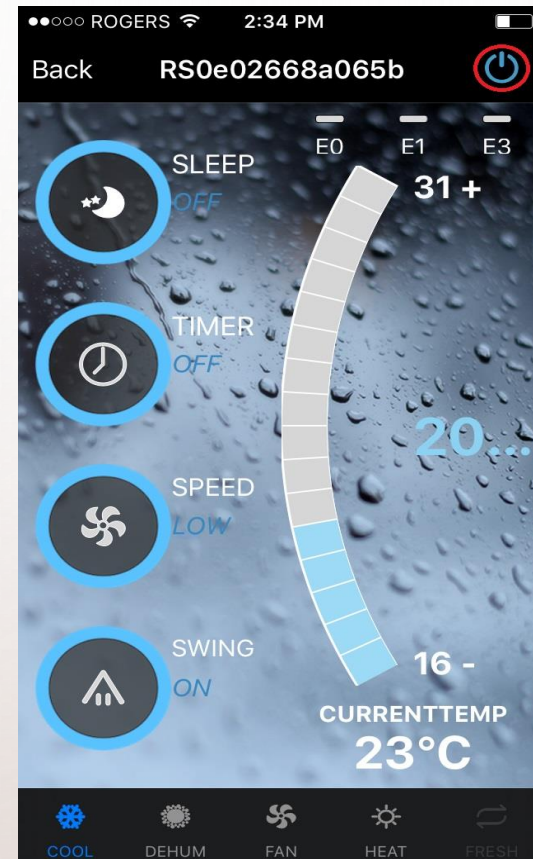 ROGERS 2:34 PM
Back RS0e02668a065b
E0 E1 E3
SLEEP
OFF
31 +
TIMER
OFF
20...
SPEED
LOW
SWING
ON
16 -
CURRENTTEMP
23°C
COOL DEHUM FAN HEAT FRESH